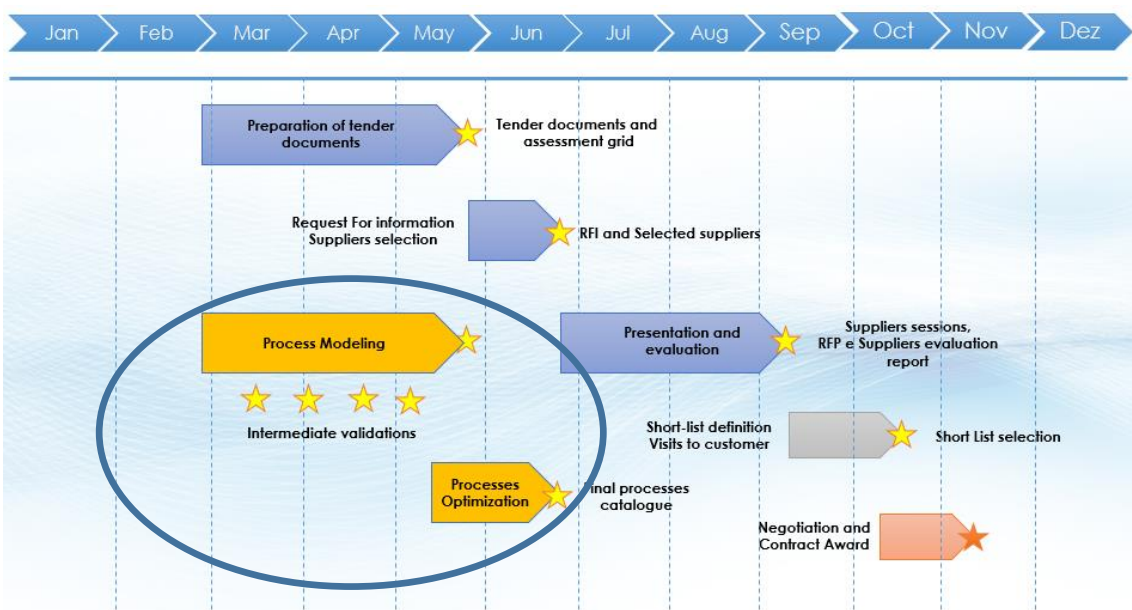 Jan Feb Mar Apr May Jun Jul Aug Sep Oct Nov Dez
Preparation of tender
documents
Tender documents and
assessment grid
Request For information
Suppliers selection
RFI and Selected suppliers
Process Modeling
Intermediate validations
Presentation and
evaluation
Suppliers sessions,
RFP e Suppliers evaluation
report
Short-list definition
Visits to customer
Short List selection
Processes
Optimization
Final processes
catalogue
Negotiation and
Contract Award